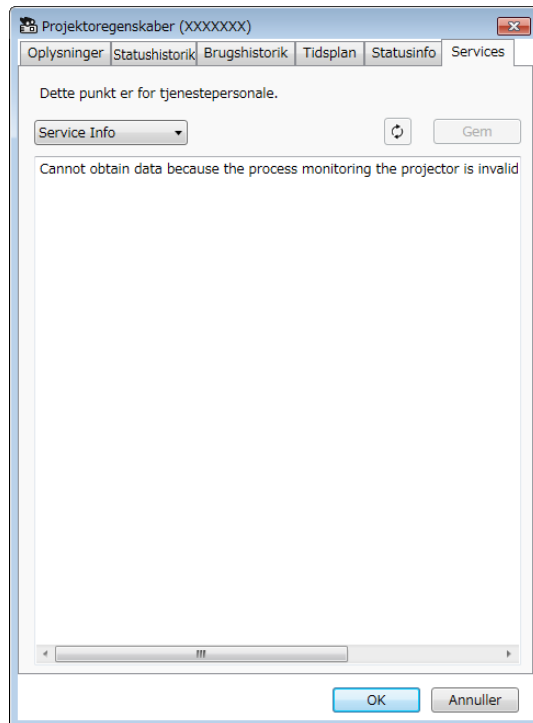 Projektoregenskaber (XXXXXXX)
Oplysninger Statushistorik Brugshistorik Tidsplan Statusinfo Services
Dette punkt er for tjenestepersonale.
Service Info Gem
Cannot obtain data because the process monitoring the projector is invalid
OK Annuller